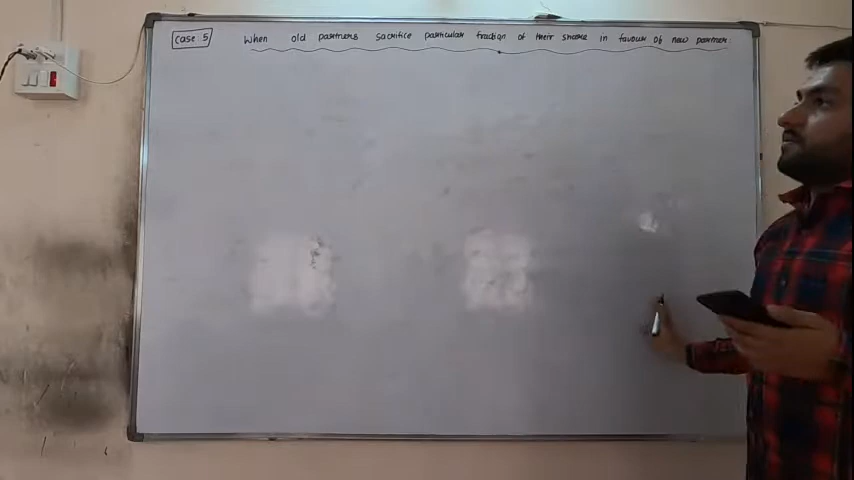 Case 5 When old partners sacrifice particular fraction of their share in favour of new partner.